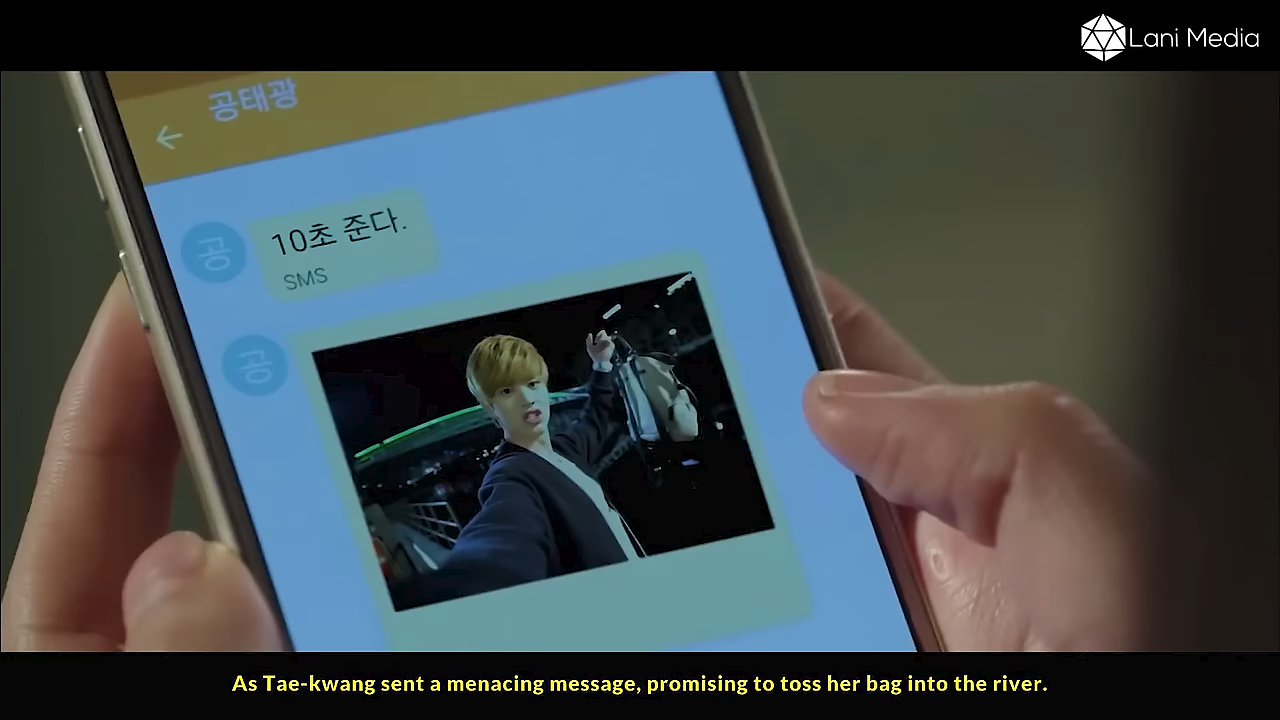 Lani Media
공태광
공
10초 준다.
SMS
공
As Tae-kwang sent a menacing message, promising to toss her bag into the river.